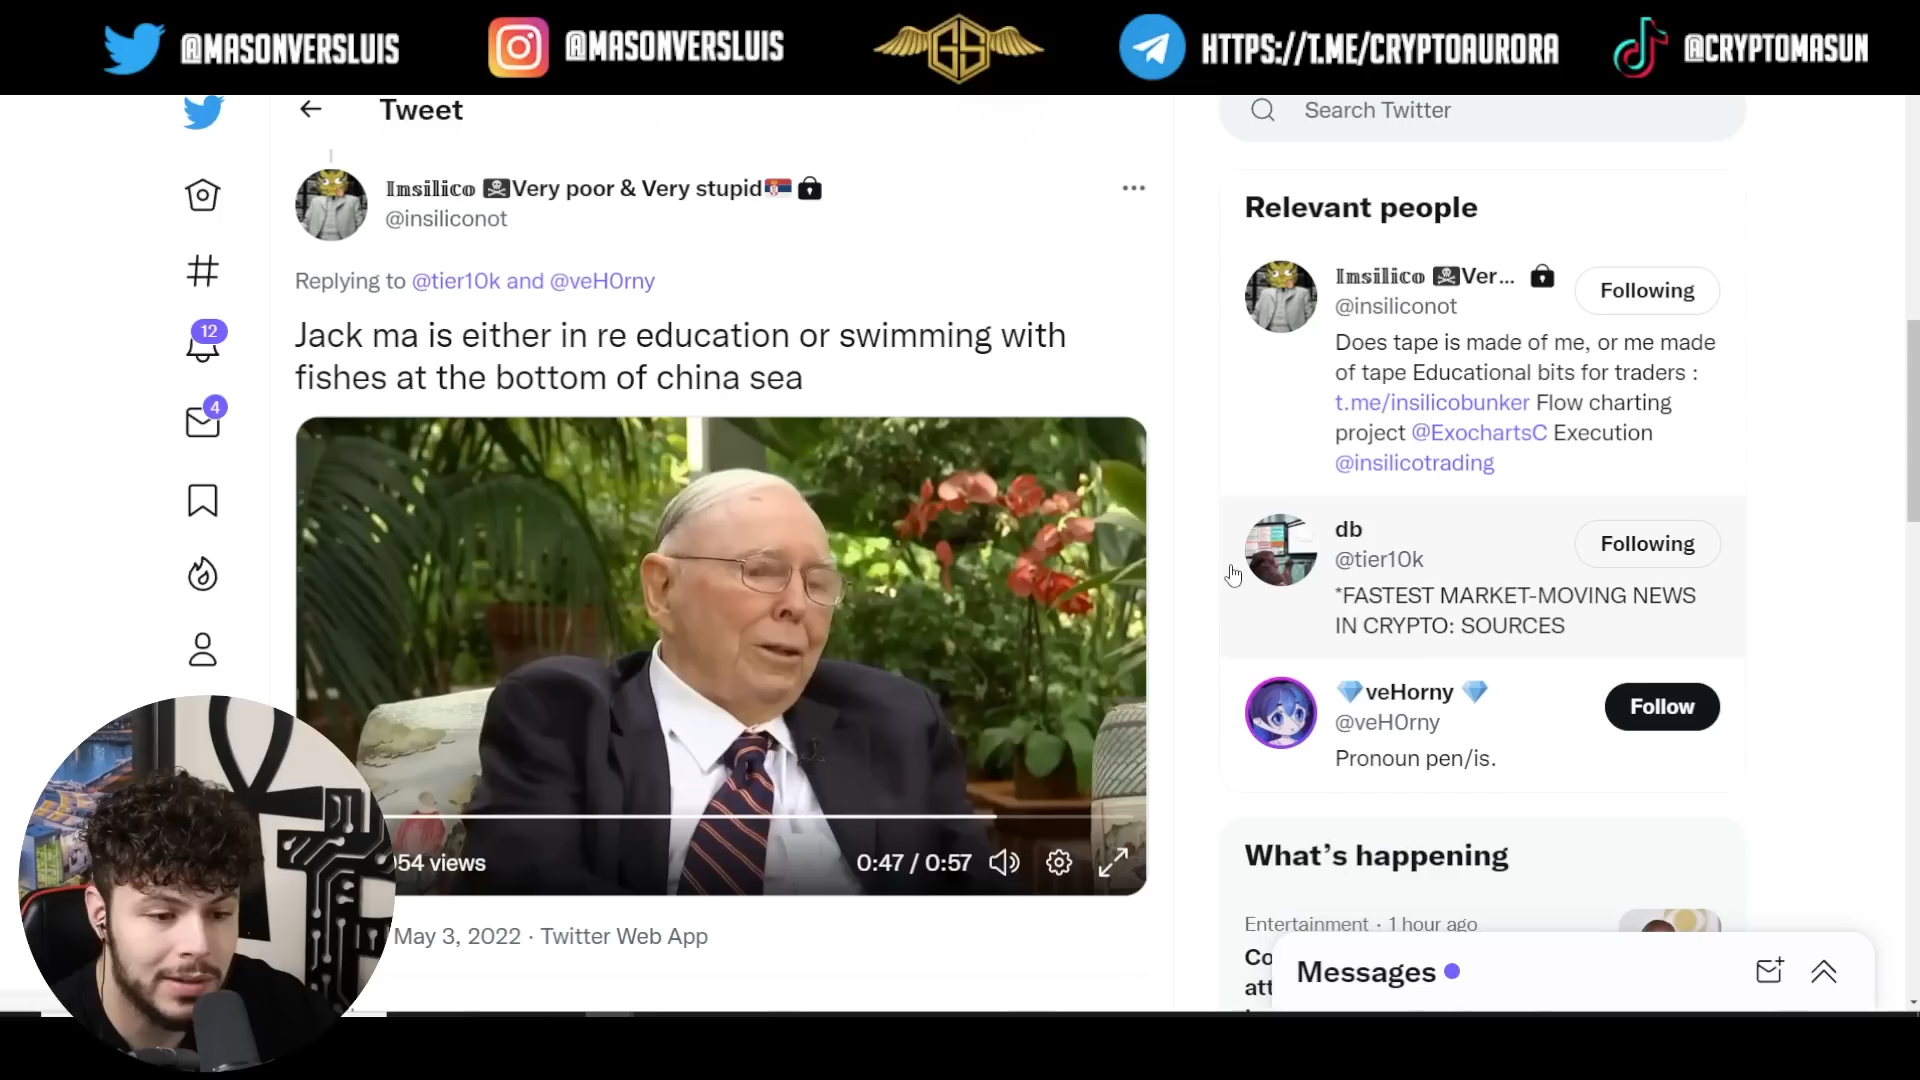 @MASONVERSLUIS
@MASONVERSLUIS
GS
HTTPS://T.ME/CRYPTOAURORA
@CRYPTOMASUN
Tweet
Search Twitter
𝕴𝖓𝖘𝖎𝖑𝖎𝖈𝖔 🏴‍☠️Very poor & Very stupid🇷🇸
@insiliconot
Replying to @tier10k and @veH0rny
Jack ma is either in re education or swimming with
fishes at the bottom of china sea
54 views
0:47 / 0:57
May 3, 2022 · Twitter Web App
12
4
Relevant people
𝕴𝖓𝖘𝖎𝖑𝖎𝖈𝖔 🏴‍☠️Ver...
@insiliconot
Following
Does tape is made of me, or me made
of tape Educational bits for traders :
t.me/insilicobunker Flow charting
project @ExochartsC Execution
@insilicotrading
db
@tier10k
Following
*FASTEST MARKET-MOVING NEWS
IN CRYPTO: SOURCES
💎veHorny 💎
@veH0rny
Follow
Pronoun pen/is.
What's happening
Entertainment · 1 hour ago
Co
att
Messages